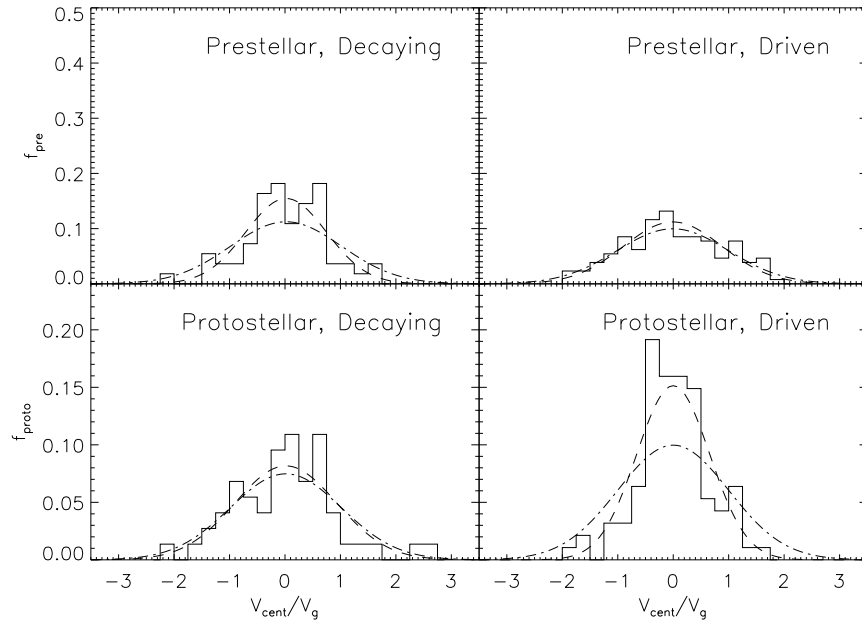 Prestellar, Decaying
Prestellar, Driven
0.5
0.4
0.3
0.2
0.1
0.0
f_pre
Protostellar, Decaying
Protostellar, Driven
0.20
0.15
0.10
0.05
0.00
f_proto
-3 -2 -1 0 1 2 3
-3 -2 -1 0 1 2 3
V_cent/V_g
V_cent/V_g